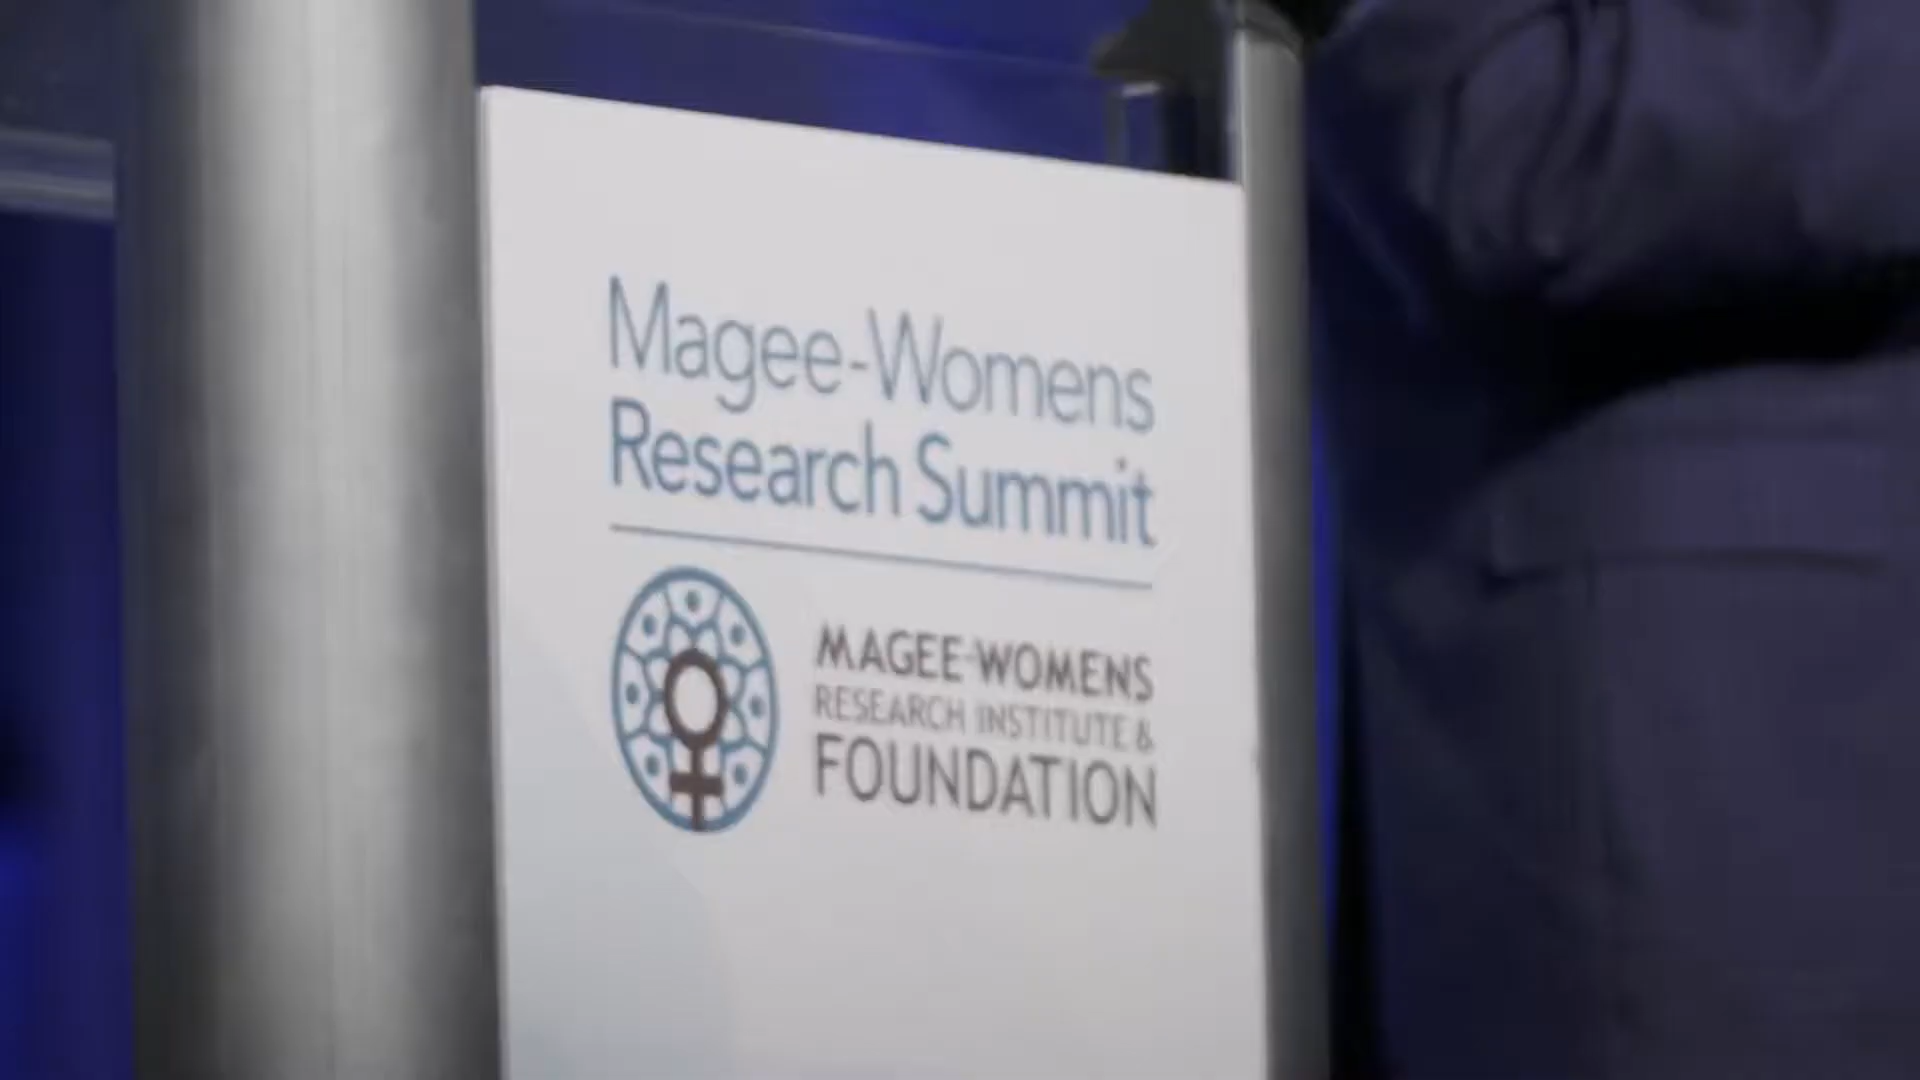 Magee-Womens
Research Summit
MAGEE-WOMENS
RESEARCH INSTITUTE &
FOUNDATION